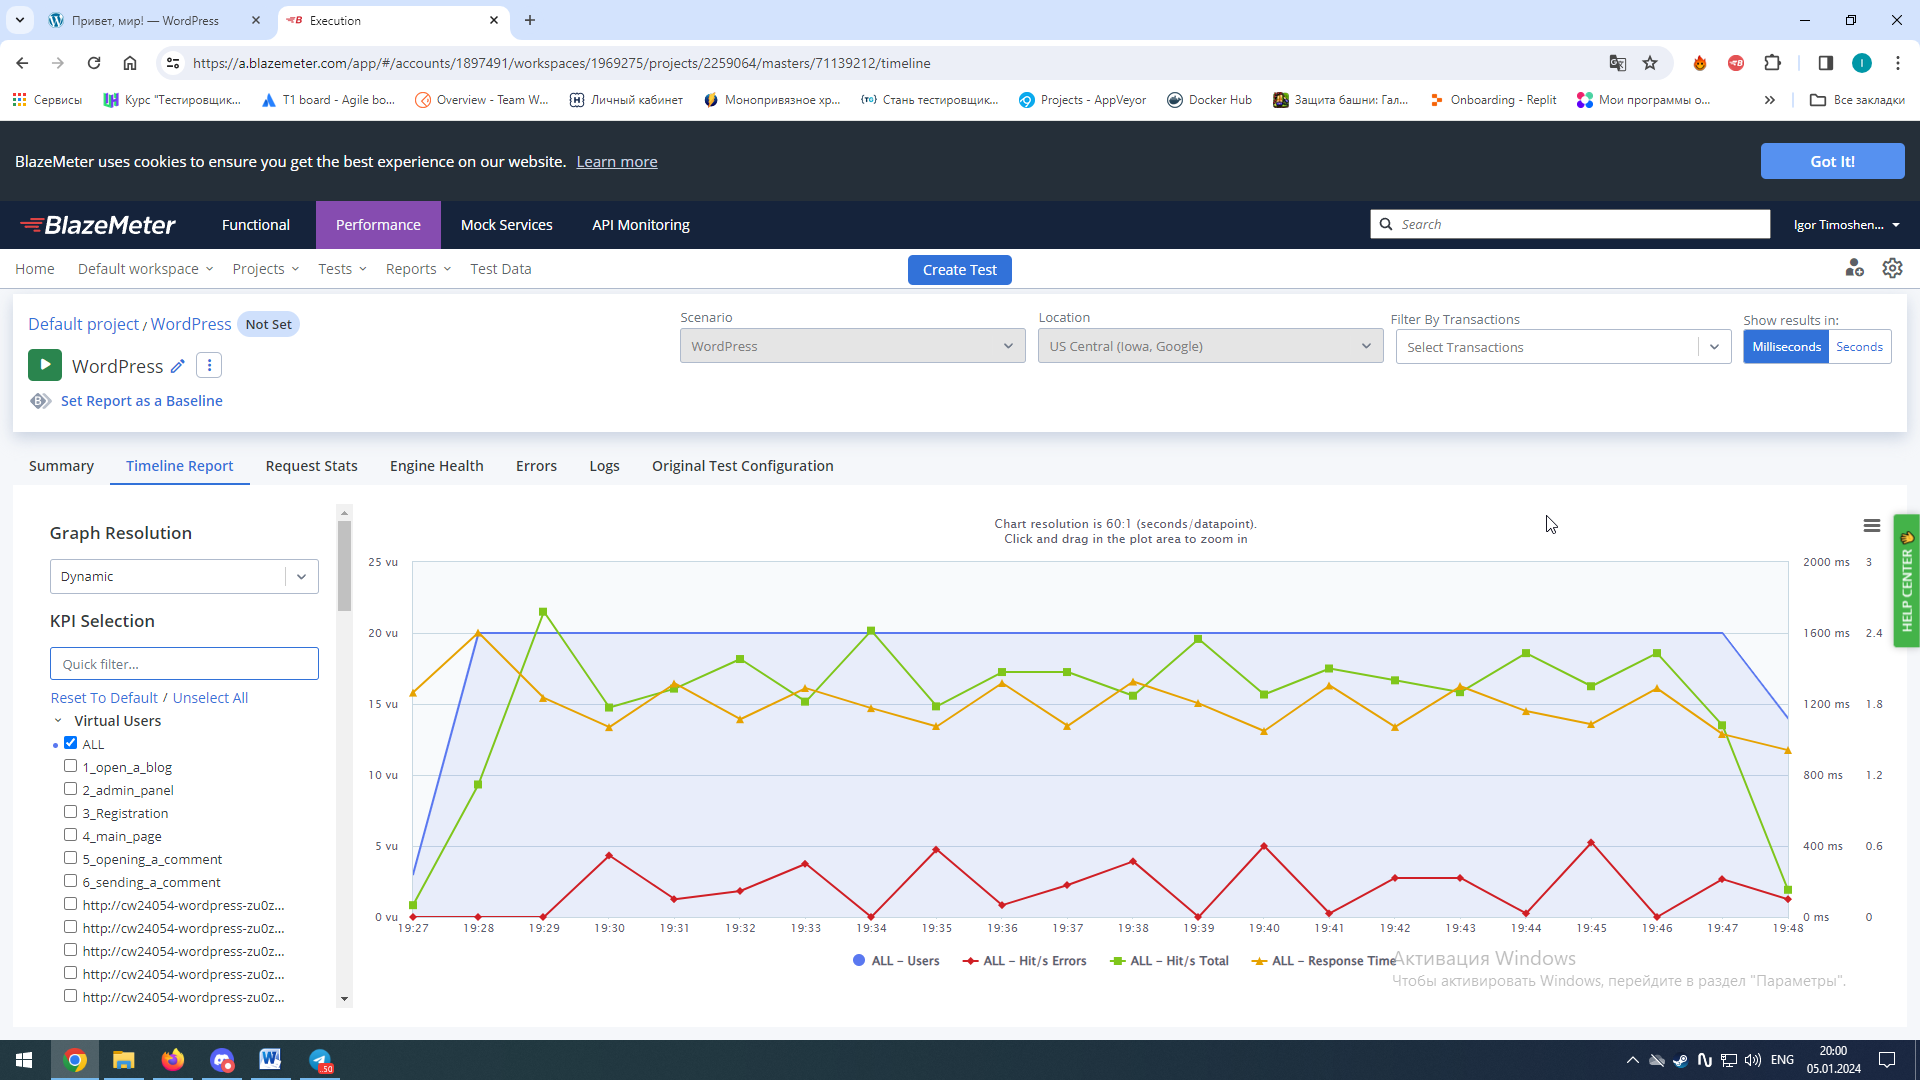 Привет, мир! — WordPress
Execution
https://a.blazemeter.com/app/#/accounts/1897491/workspaces/1969275/projects/2259064/masters/71139212/timeline
Сервисы
Курс "Тестировщик...
T1 board - Agile bo...
Overview - Team W...
Личный кабинет
Монопривязное хр...
Стань тестировщик...
Projects - AppVeyor
Docker Hub
Защита башни: Гал...
Onboarding - Replit
Мои программы о...
Все закладки
BlazeMeter uses cookies to ensure you get the best experience on our website. Learn more
Got It!
BlazeMeter
Functional
Performance
Mock Services
API Monitoring
Search
Igor Timoshen...
Home
Default workspace
Projects
Tests
Reports
Test Data
Create Test
Default project / WordPress Not Set
WordPress
Set Report as a Baseline
Scenario
WordPress
Location
US Central (Iowa, Google)
Filter By Transactions
Select Transactions
Show results in:
Milliseconds Seconds
Summary
Timeline Report
Request Stats
Engine Health
Errors
Logs
Original Test Configuration
Graph Resolution
Dynamic
KPI Selection
Quick filter...
Reset To Default / Unselect All
Virtual Users
ALL
1_open_a_blog
2_admin_panel
3_Registration
4_main_page
5_opening_a_comment
6_sending_a_comment
http://cw24054-wordpress-zu0z...
http://cw24054-wordpress-zu0z...
http://cw24054-wordpress-zu0z...
http://cw24054-wordpress-zu0z...
http://cw24054-wordpress-zu0z...
Chart resolution is 60:1 (seconds/datapoint).
Click and drag in the plot area to zoom in
25 vu 2000 ms 3
20 vu 1600 ms 2.4
15 vu 1200 ms 1.8
10 vu 800 ms 1.2
5 vu 400 ms 0.6
0 vu 0 ms 0
19:27 19:28 19:29 19:30 19:31 19:32 19:33 19:34 19:35 19:36 19:37 19:38 19:39 19:40 19:41 19:42 19:43 19:44 19:45 19:46 19:47 19:48
ALL – Users ALL – Hit/s Errors ALL – Hit/s Total ALL – Response Time
HELP CENTER
Активация Windows
Чтобы активировать Windows, перейдите в раздел "Параметры".
50
ENG
20:00
05.01.2024